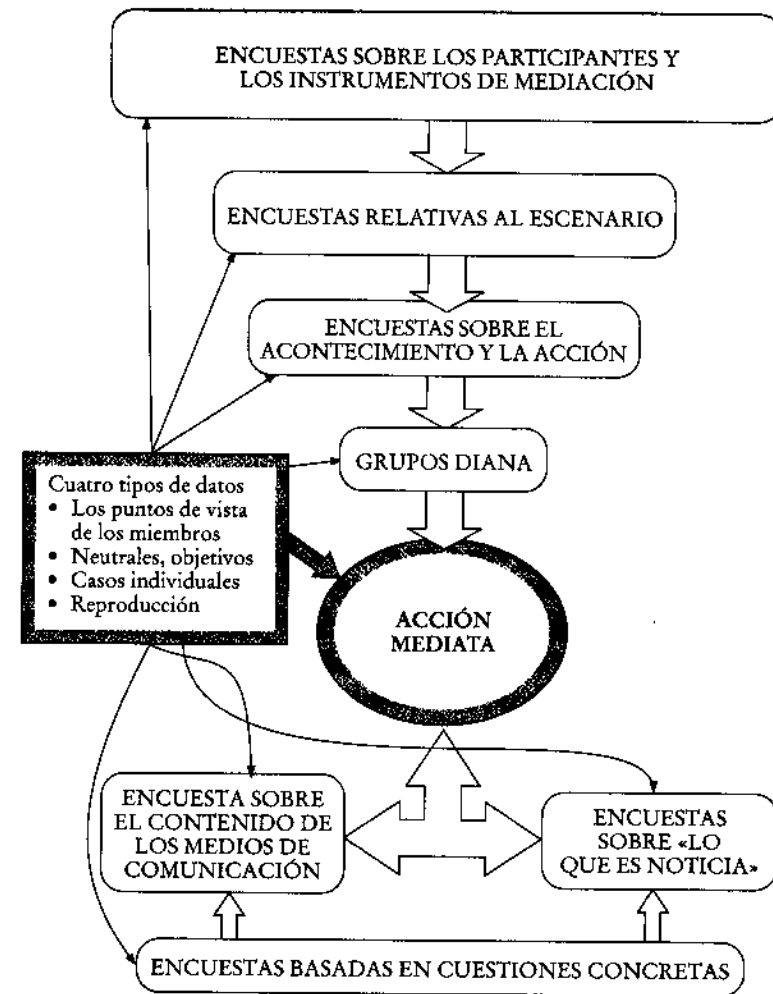 ENCUESTAS SOBRE LOS PARTICIPANTES Y
LOS INSTRUMENTOS DE MEDIACIÓN
ENCUESTAS RELATIVAS AL ESCENARIO
ENCUESTAS SOBRE EL
ACONTECIMIENTO Y LA ACCIÓN
GRUPOS DIANA
Cuatro tipos de datos
• Los puntos de vista
de los miembros
• Neutrales, objetivos
• Casos individuales
• Reproducción
ACCIÓN
MEDIATA
ENCUESTA SOBRE
EL CONTENIDO DE
LOS MEDIOS DE
COMUNICACIÓN
ENCUESTAS
SOBRE «LO
QUE ES NOTICIA»
ENCUESTAS BASADAS EN CUESTIONES CONCRETAS